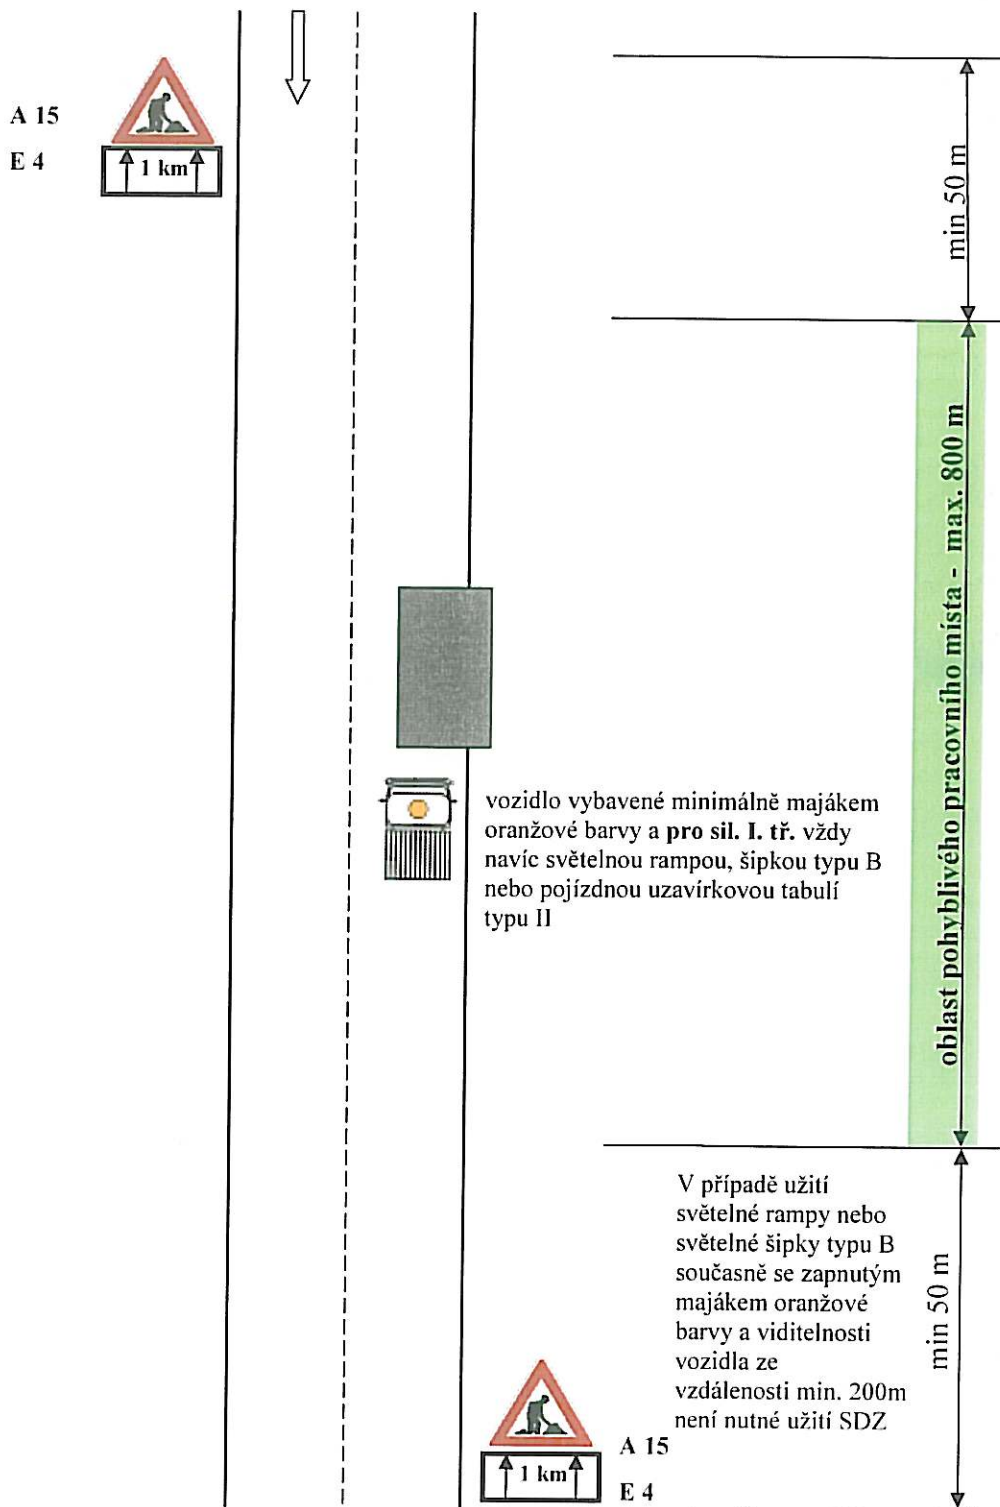 A 15
E 4
1 km
min 50 m
oblast pohyblivého pracovního místa - max. 800 m
vozidlo vybavené minimálně majákem
oranžové barvy a pro sil. I. tř. vždy
navíc světelnou rampou, šipkou typu B
nebo pojízdnou uzavírkovou tabulí
typu II
V případě užití
světelné rampy nebo
světelné šipky typu B
současně se zapnutým
majákem oranžové
barvy a viditelnosti
vozidla ze
vzdálenosti min. 200m
není nutné užití SDZ
min 50 m
A 15
1 km
E 4